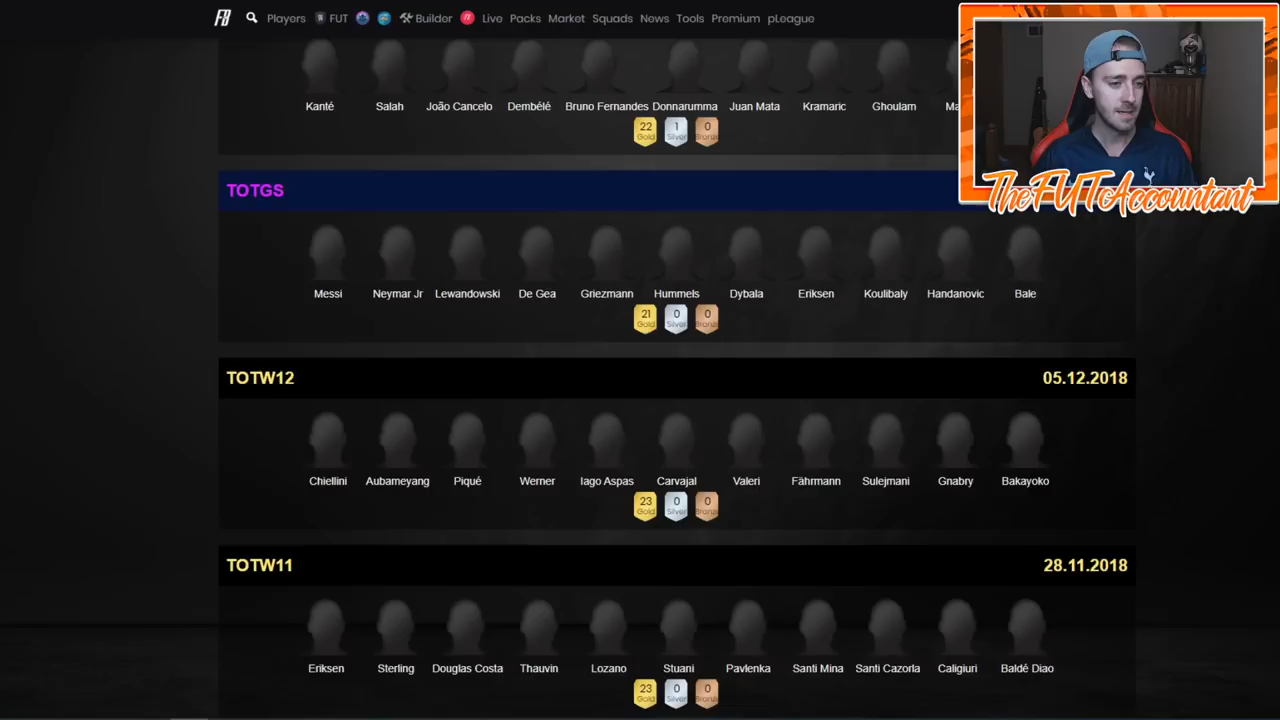 FB Players FUT Builder Live Packs Market Squads News Tools Premium pLeague
Kanté Salah João Cancelo Dembélé Bruno Fernandes Donnarumma Juan Mata Kramaric Ghoulam
22 Gold 1 Silver 0 Bronze
TheFUTAccountant
TOTGS
Messi Neymar Jr Lewandowski De Gea Griezmann Hummels Dybala Eriksen Koulibaly Handanovic Bale
21 Gold 0 Silver 0 Bronze
TOTW12 05.12.2018
Chiellini Aubameyang Piqué Werner Iago Aspas Carvajal Valeri Fährmann Sulejmani Gnabry Bakayoko
23 Gold 0 Silver 0 Bronze
TOTW11 28.11.2018
Eriksen Sterling Douglas Costa Thauvin Lozano Stuani Pavlenka Santi Mina Santi Cazorla Caligiuri Baldé Diao
23 Gold 0 Silver 0 Bronze